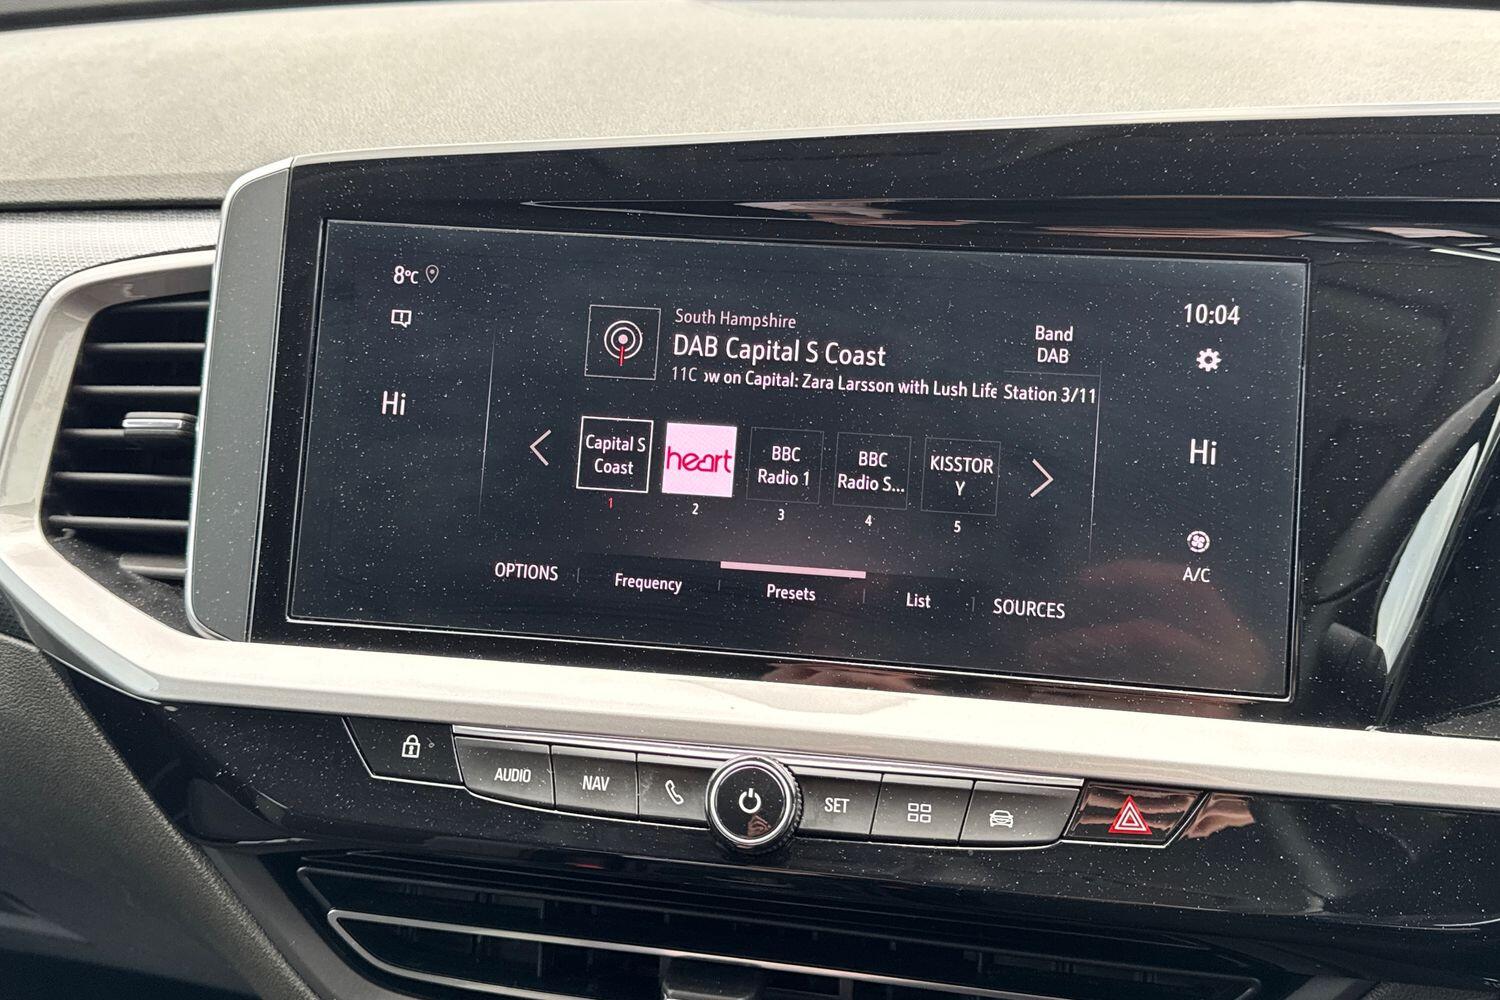 8°C
10:04
South Hampshire
DAB Capital S Coast
11C ow on Capital: Zara Larsson with Lush Life Station 3/11
Band
DAB
Hi
Hi
Capital S
Coast
1
heart
2
BBC
Radio 1
3
BBC
Radio S...
4
KISSTOR
Y
5
A/C
OPTIONS
Frequency
Presets
List
SOURCES
AUDIO
NAV
SET